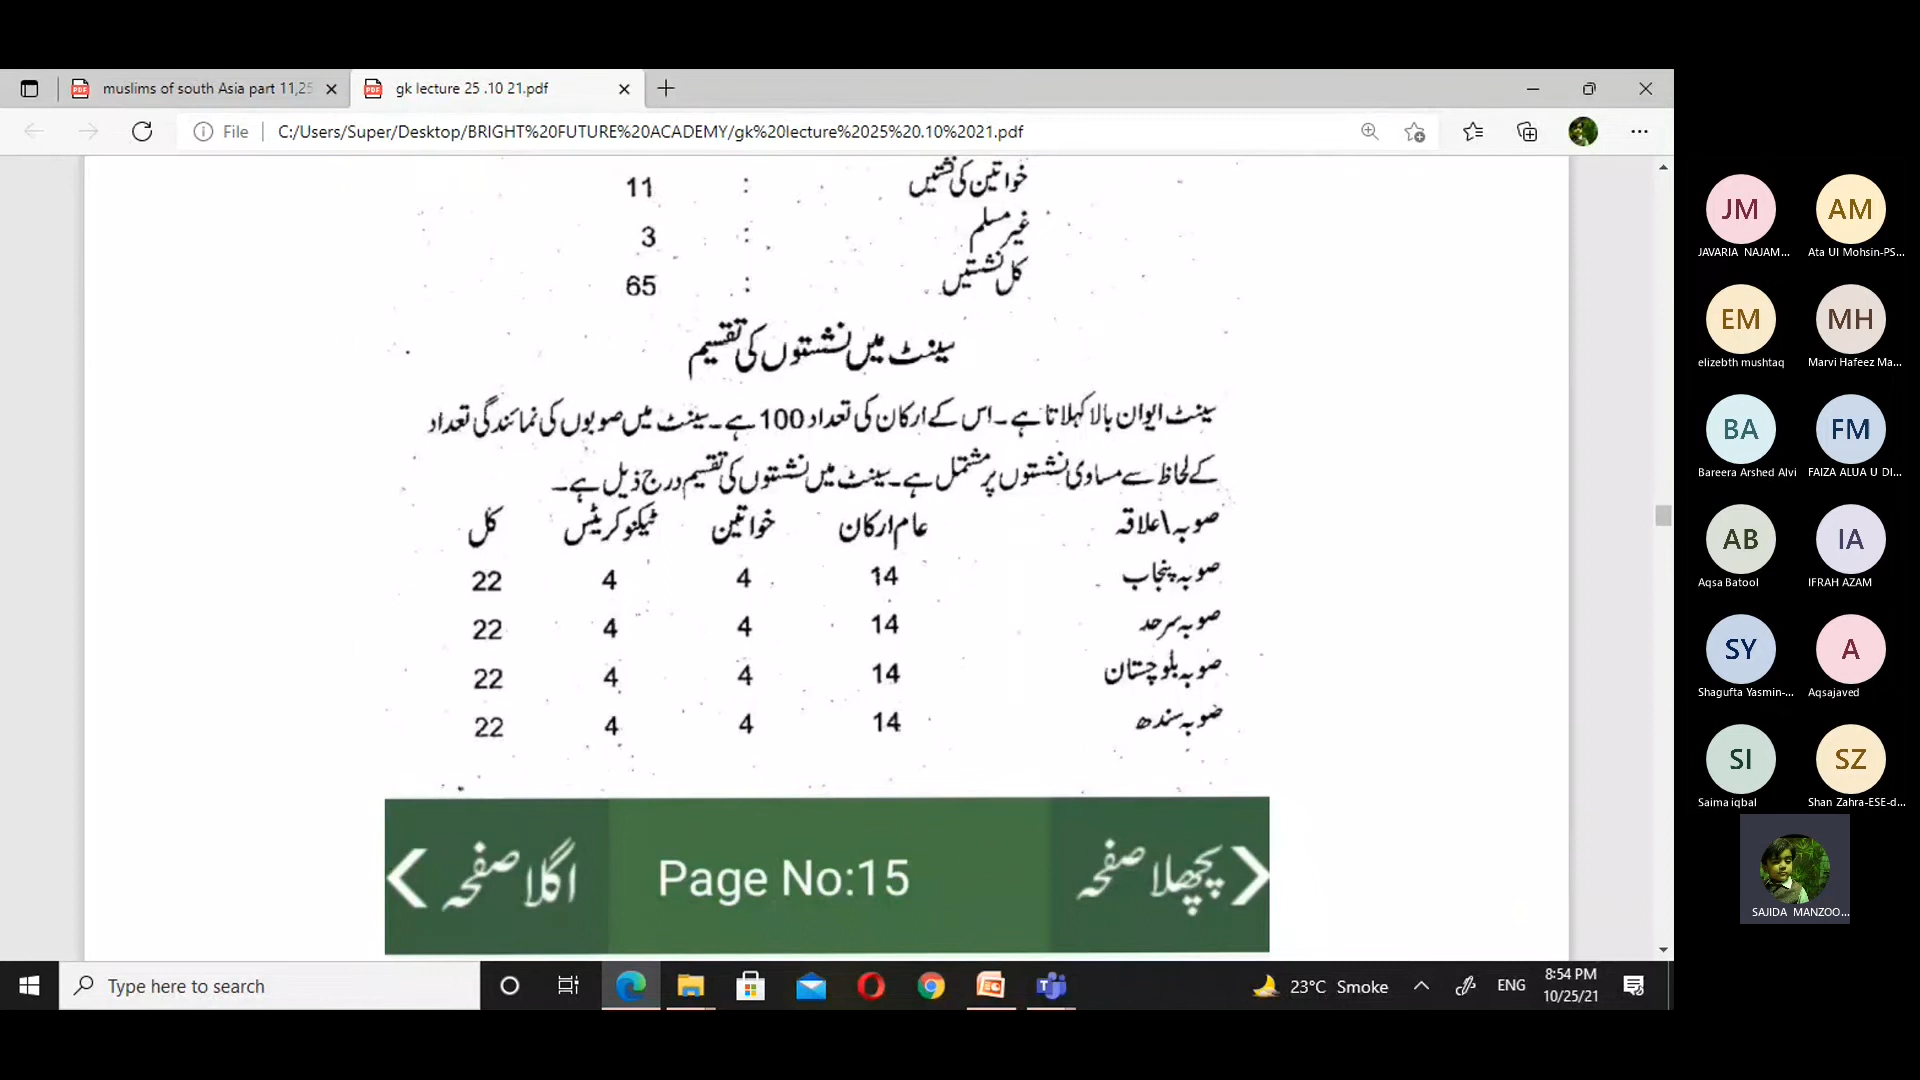 muslims of south Asia part 11,25
gk lecture 25 .10 21.pdf
File
C:/Users/Super/Desktop/BRIGHT%20FUTURE%20ACADEMY/gk%20lecture%2025%20.10%2021.pdf
خواتین کی نشتیں : 11
غیر مسلم : 3
کل نشستیں : 65
سینٹ میں نشستوں کی تقسیم
سینٹ ایوان بالا کہلاتا ہے۔ اس کے ارکان کی تعداد 100 ہے۔ سینٹ میں صوبوں کی نمائندگی تعداد
کے لحاظ سے مساوی نشستوں پر مشتمل ہے۔ سینٹ میں نشستوں کی تقسیم درج ذیل ہے۔
صوبہ\علاقہ عام ارکان خواتین ٹیکنوکریٹس کل
صوبہ پنجاب 14 4 4 22
صوبہ سرحد 14 4 4 22
صوبہ بلوچستان 14 4 4 22
صوبہ سندھ 14 4 4 22
پچھلا صفحہ
Page No:15
اگلا صفحہ
JM
JAVARIA NAJAM...
AM
Ata Ul Mohsin-PS...
EM
elizebth mushtaq
MH
Marvi Hafeez Ma...
BA
Bareera Arshed Alvi
FM
FAIZA ALUA U DI...
AB
Aqsa Batool
IA
IFRAH AZAM
SY
Shagufta Yasmin-...
A
Aqsajaved
SI
Saima iqbal
SZ
Shan Zahra-ESE-d...
SAJIDA MANZOO...
Type here to search
23°C Smoke
ENG
8:54 PM
10/25/21